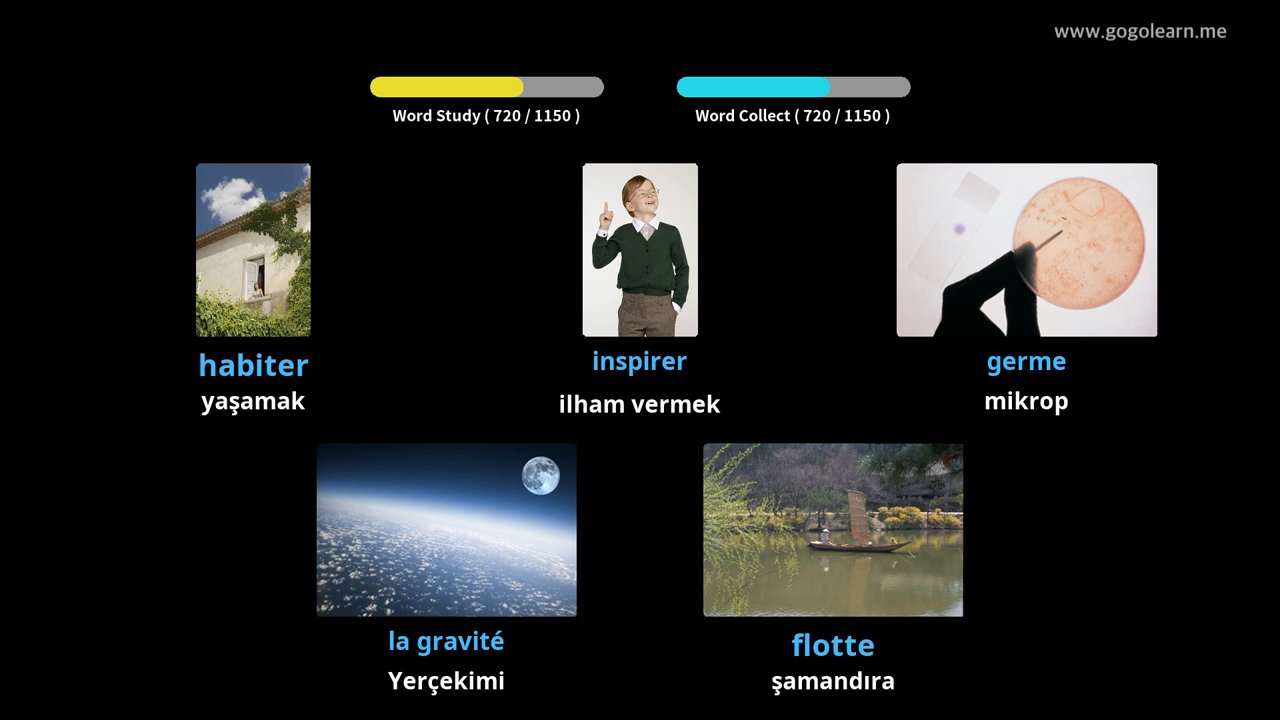 www.gogolearn.me
Word Study ( 720 / 1150 )
Word Collect ( 720 / 1150 )
habiter
yaşamak
inspirer
ilham vermek
germe
mikrop
la gravité
Yerçekimi
flotte
şamandıra